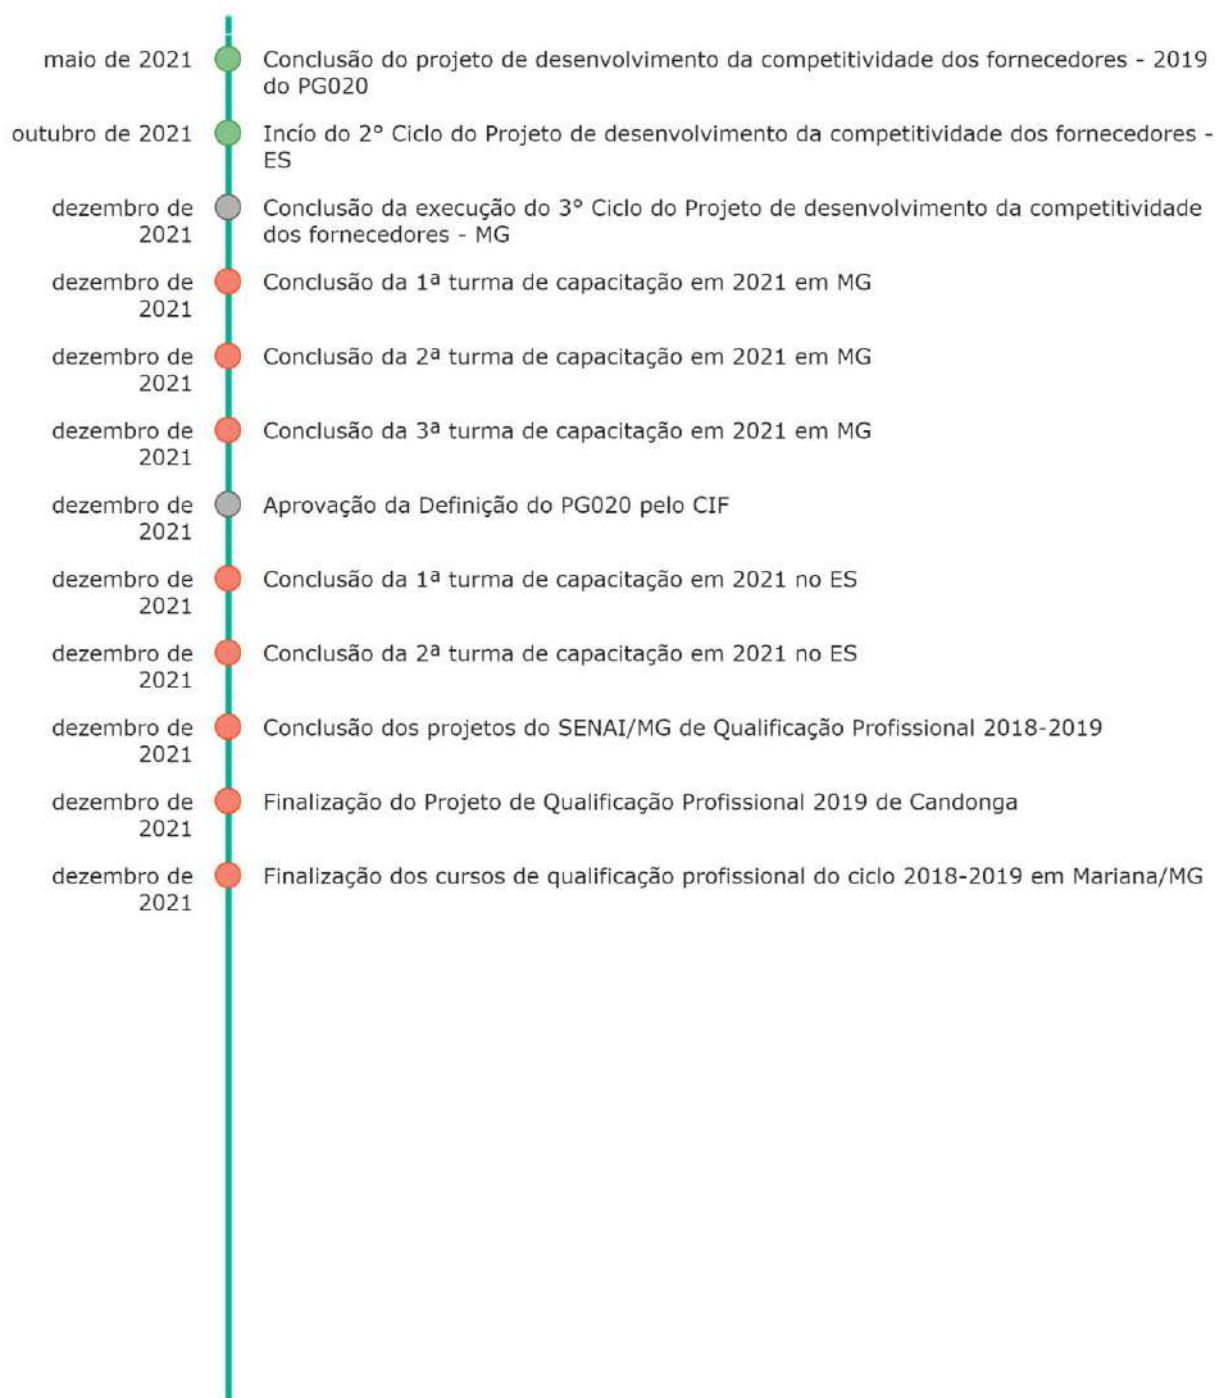 maio de 2021
Conclusão do projeto de desenvolvimento da competitividade dos fornecedores - 2019
do PG020
outubro de 2021
Incío do 2° Ciclo do Projeto de desenvolvimento da competitividade dos fornecedores -
ES
dezembro de
2021
Conclusão da execução do 3° Ciclo do Projeto de desenvolvimento da competitividade
dos fornecedores - MG
dezembro de
2021
Conclusão da 1ª turma de capacitação em 2021 em MG
dezembro de
2021
Conclusão da 2ª turma de capacitação em 2021 em MG
dezembro de
2021
Conclusão da 3ª turma de capacitação em 2021 em MG
dezembro de
2021
Aprovação da Definição do PG020 pelo CIF
dezembro de
2021
Conclusão da 1ª turma de capacitação em 2021 no ES
dezembro de
2021
Conclusão da 2ª turma de capacitação em 2021 no ES
dezembro de
2021
Conclusão dos projetos do SENAI/MG de Qualificação Profissional 2018-2019
dezembro de
2021
Finalização do Projeto de Qualificação Profissional 2019 de Candonga
dezembro de
2021
Finalização dos cursos de qualificação profissional do ciclo 2018-2019 em Mariana/MG